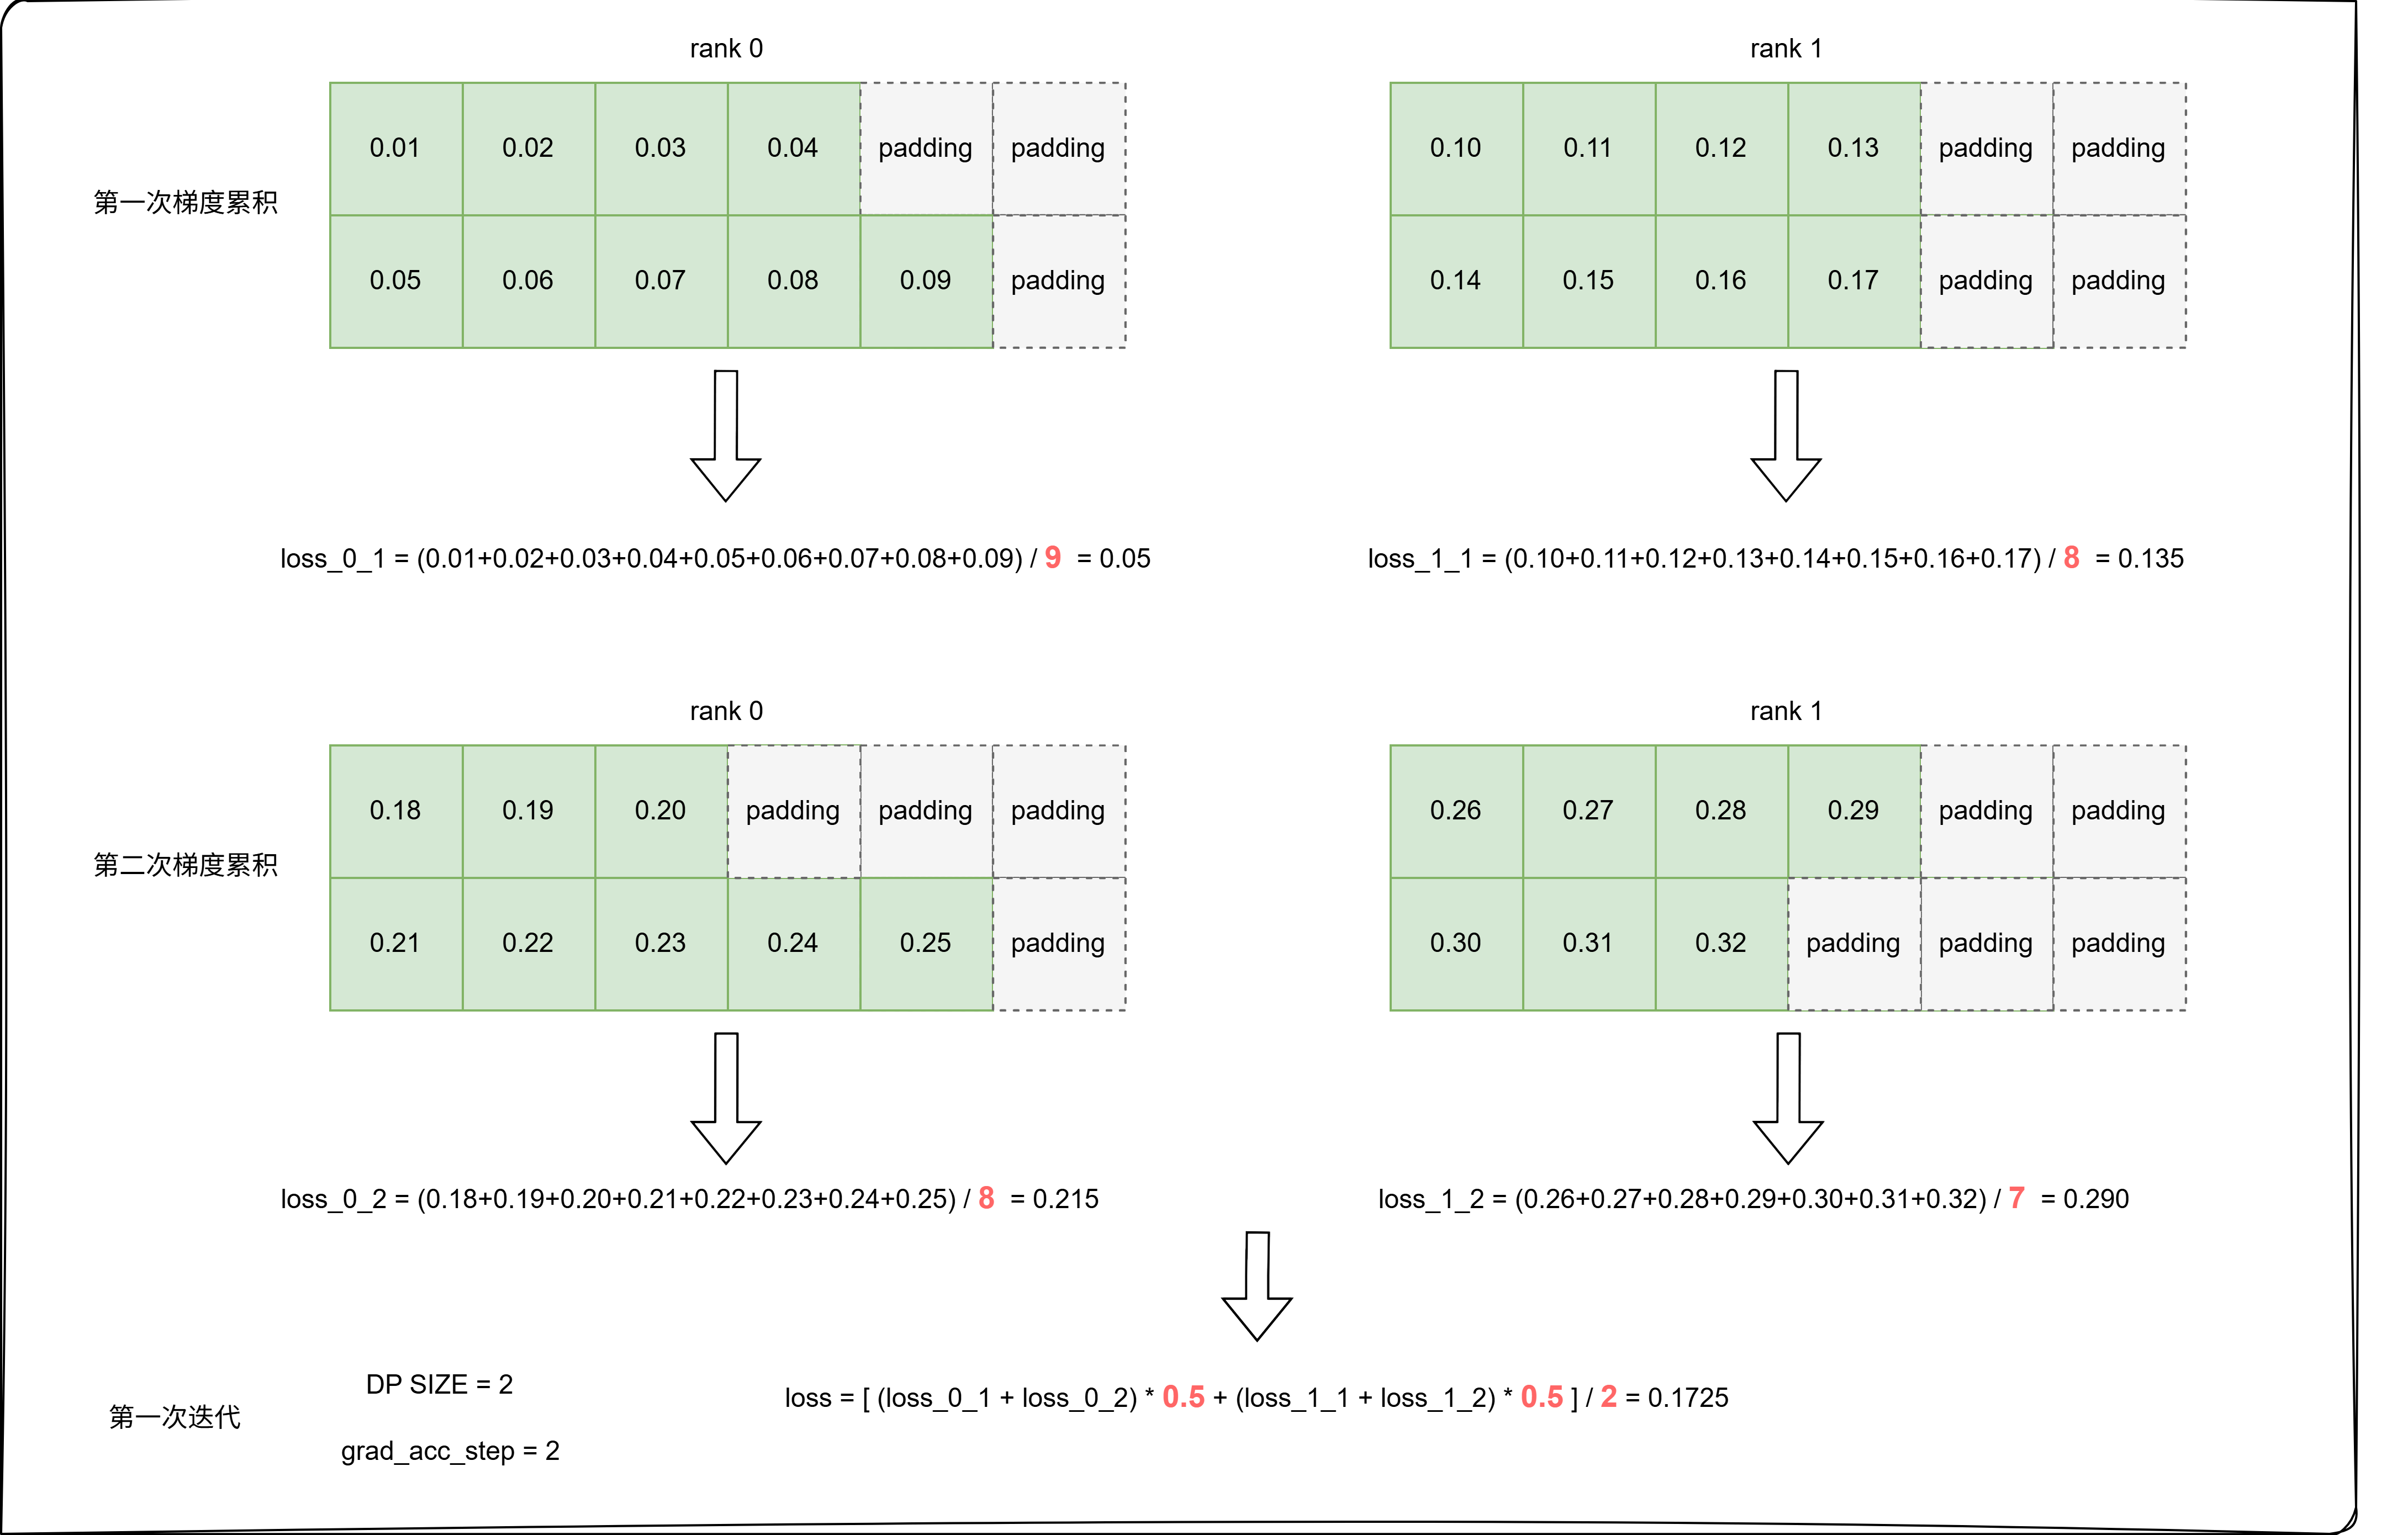 rank 0
rank 1
第一次梯度累积
0.01 0.02 0.03 0.04 padding padding
0.05 0.06 0.07 0.08 0.09 padding
0.10 0.11 0.12 0.13 padding padding
0.14 0.15 0.16 0.17 padding padding
loss_0_1 = (0.01+0.02+0.03+0.04+0.05+0.06+0.07+0.08+0.09) / 9 = 0.05
loss_1_1 = (0.10+0.11+0.12+0.13+0.14+0.15+0.16+0.17) / 8 = 0.135
rank 0
rank 1
第二次梯度累积
0.18 0.19 0.20 padding padding padding
0.21 0.22 0.23 0.24 0.25 padding
0.26 0.27 0.28 0.29 padding padding
0.30 0.31 0.32 padding padding padding
loss_0_2 = (0.18+0.19+0.20+0.21+0.22+0.23+0.24+0.25) / 8 = 0.215
loss_1_2 = (0.26+0.27+0.28+0.29+0.30+0.31+0.32) / 7 = 0.290
第一次迭代
DP SIZE = 2
grad_acc_step = 2
loss = [ (loss_0_1 + loss_0_2) * 0.5 + (loss_1_1 + loss_1_2) * 0.5 ] / 2 = 0.1725